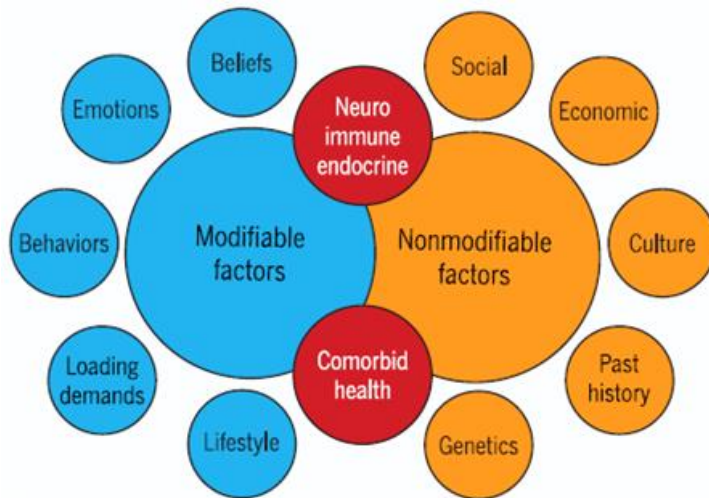 Beliefs
Social
Emotions
Neuro
immune
endocrine
Economic
Behaviors
Modifiable
factors
Nonmodifiable
factors
Culture
Loading
demands
Comorbid
health
Past
history
Lifestyle
Genetics